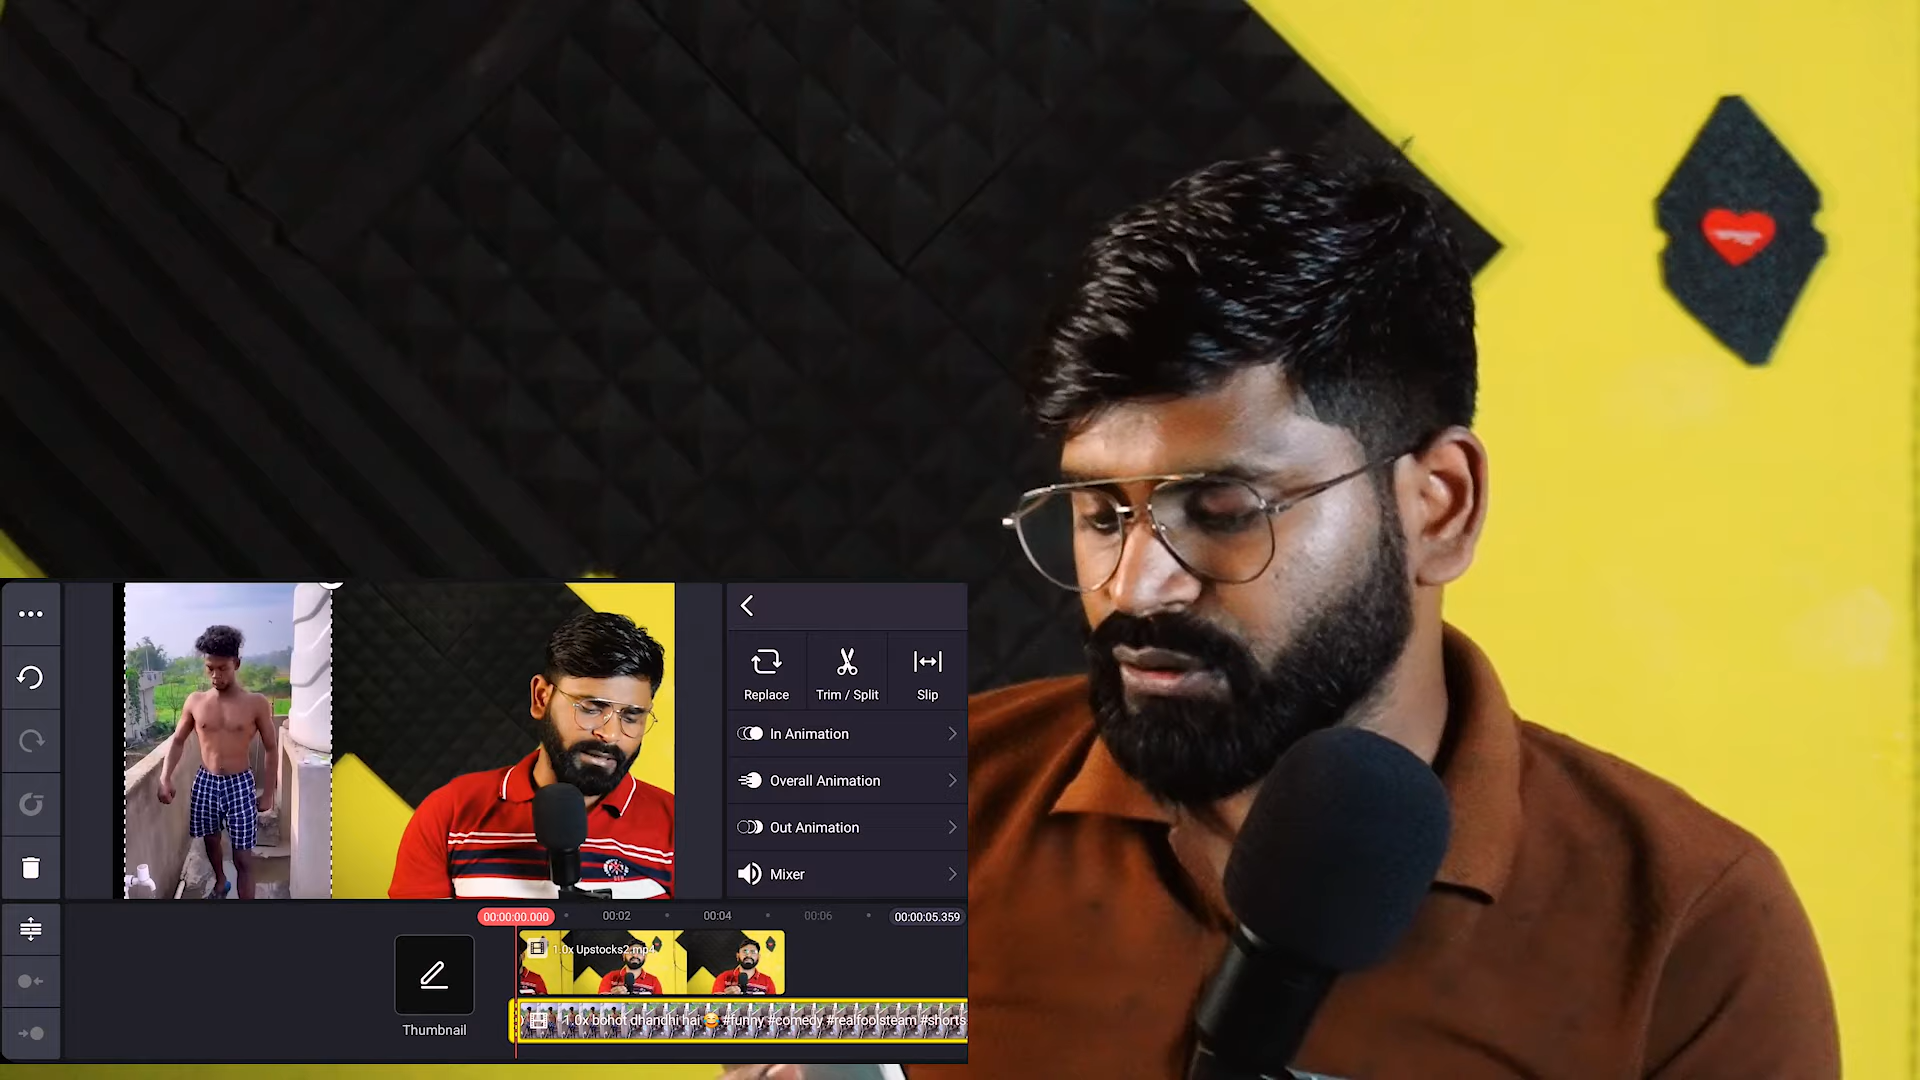 Replace
Trim / Split
Slip
In Animation
Overall Animation
Out Animation
Mixer
00:00:00.000
00:02
00:04
00:06
00:00:05.359
1.0x Upstocks2.mp4
Thumbnail
1.0x bohot dhandhi hai 😂 #funny #comedy #realfoolsteam #shorts